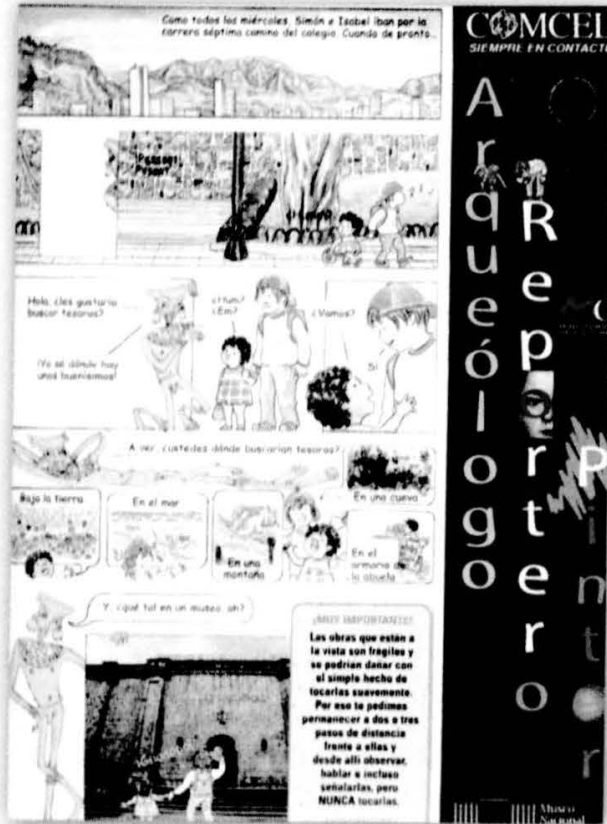 Como todos los miércoles, Simón e Isabel iban por la
carrera séptima camino del colegio. Cuando de pronto...
Hola, ¿les gustaría
buscar tesoros?
¡Yo sé dónde hay
unos buenísimos!
¿Hum?
¿Em?
¿Vamos?
Sí
A ver, ¿ustedes dónde buscarían tesoros?
Bajo la tierra
En el mar
En una
montaña
En una cueva
En el
armario de
la abuela
Y, ¿qué tal en un museo, ah?
¡MUY IMPORTANTE!
Las obras que están a
la vista son frágiles y
se podrían dañar con
el simple hecho de
tocarlas suavemente.
Por eso te pedimos
permanecer a dos o tres
pasos de distancia
frente a ellas y
desde allí observar,
hablar e incluso
señalarlas, pero
NUNCA tocarlas.
COMCEL
SIEMPRE EN CONTACTO
Arqueólogo
Reportero
Pintor
Museo
Nacional